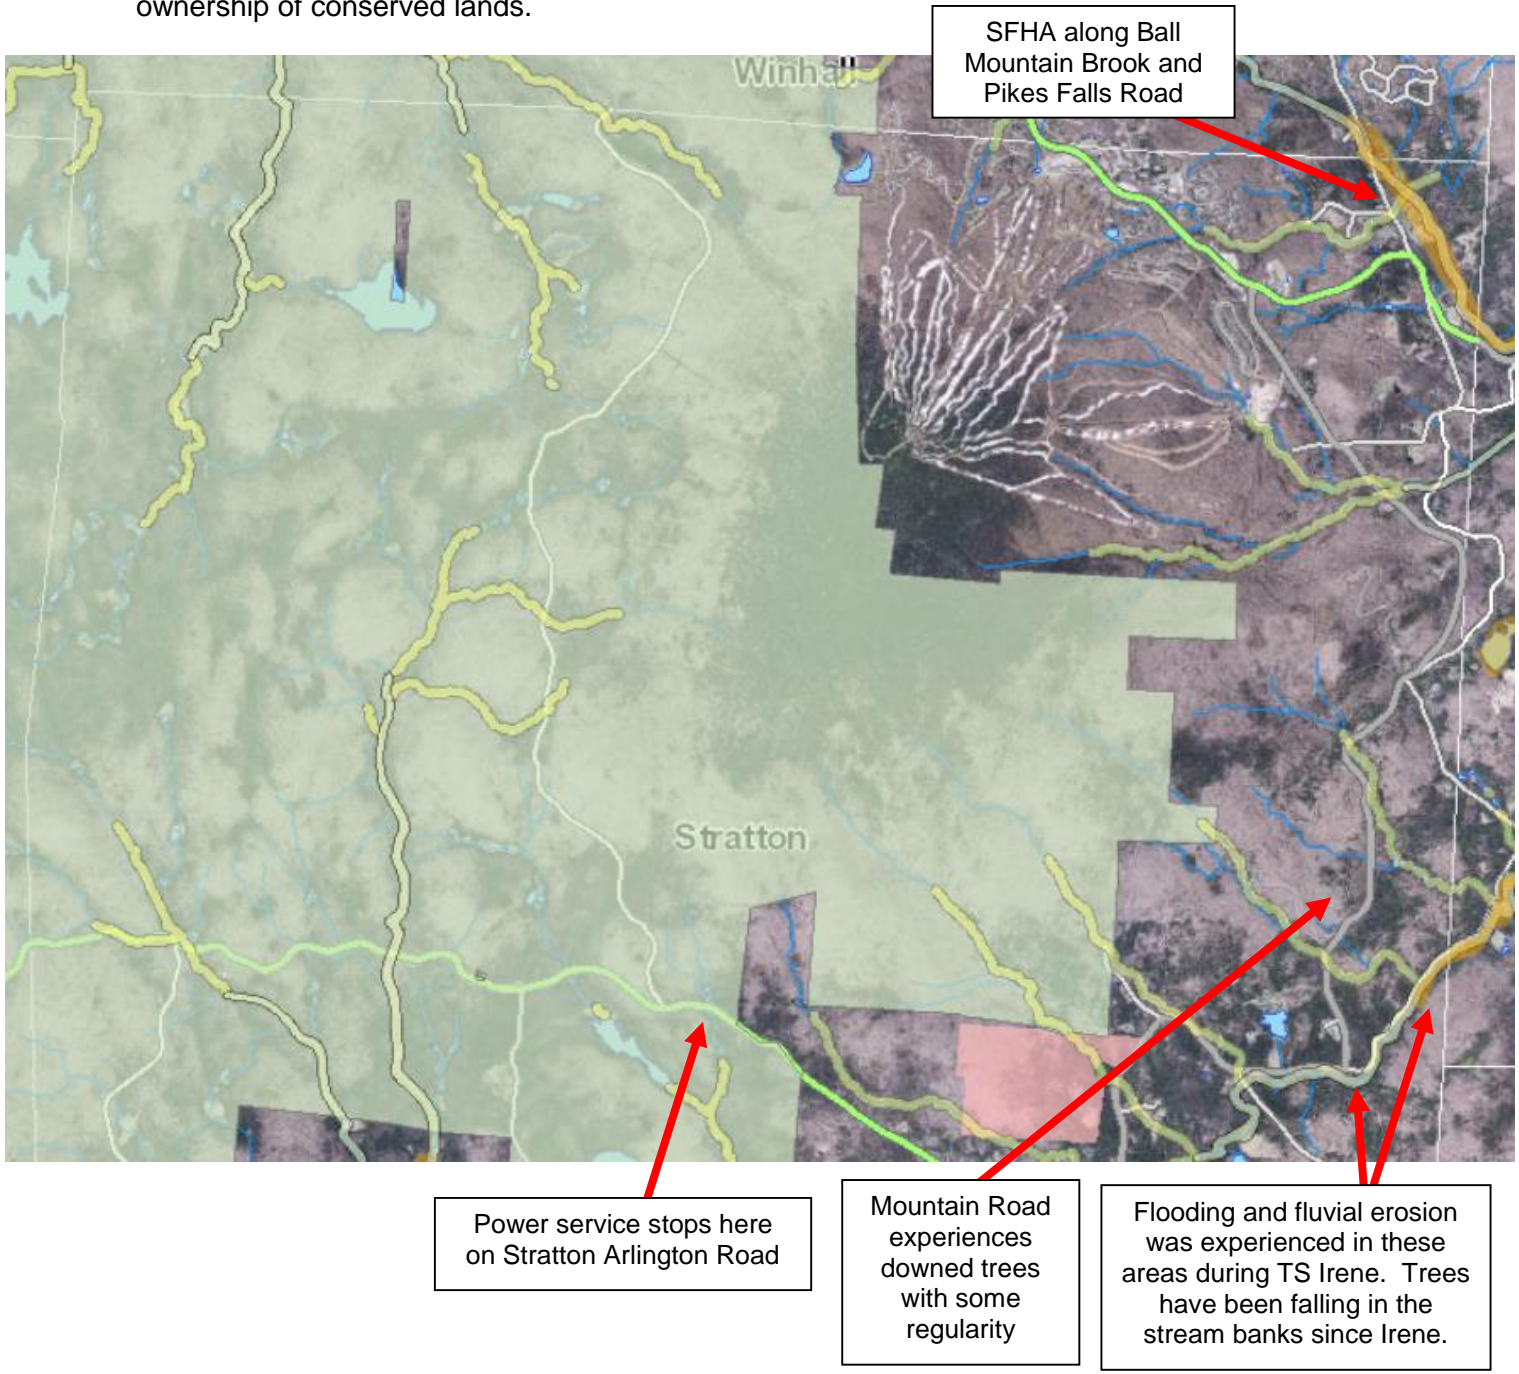 ownership of conserved lands.
SFHA along Ball
Mountain Brook and
Pikes Falls Road
Winhall
Stratton
Power service stops here
on Stratton Arlington Road
Mountain Road
experiences
downed trees
with some
regularity
Flooding and fluvial erosion
was experienced in these
areas during TS Irene.  Trees
have been falling in the
stream banks since Irene.